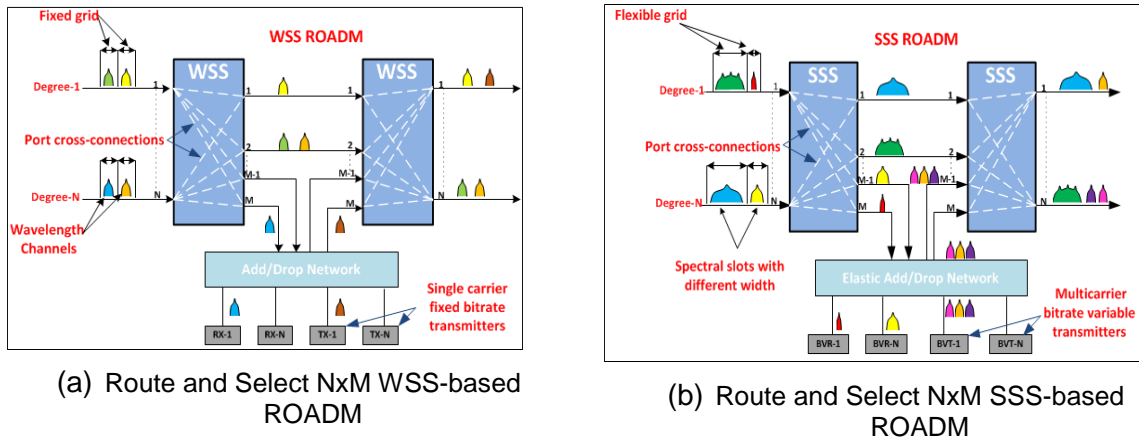 Fixed grid
WSS ROADM
WSS
WSS
Degree-1
1
1
1
1
Port cross-connections
2
2
M-1
M-1
Degree-N
N
M
M
N
Wavelength
Channels
Add/Drop Network
Single carrier
fixed bitrate
transmitters
RX-1
RX-N
TX-1
TX-N
(a) Route and Select NxM WSS-based
ROADM
Flexible grid
SSS ROADM
SSS
SSS
Degree-1
1
1
1
1
Port cross-connections
2
2
M-1
M-1
Degree-N
N
M
M
N
Spectral slots with
different width
Elastic Add/Drop Network
Multicarrier
bitrate variable
transmitters
BVR-1
BVR-N
BVT-1
BVT-N
(b) Route and Select NxM SSS-based
ROADM